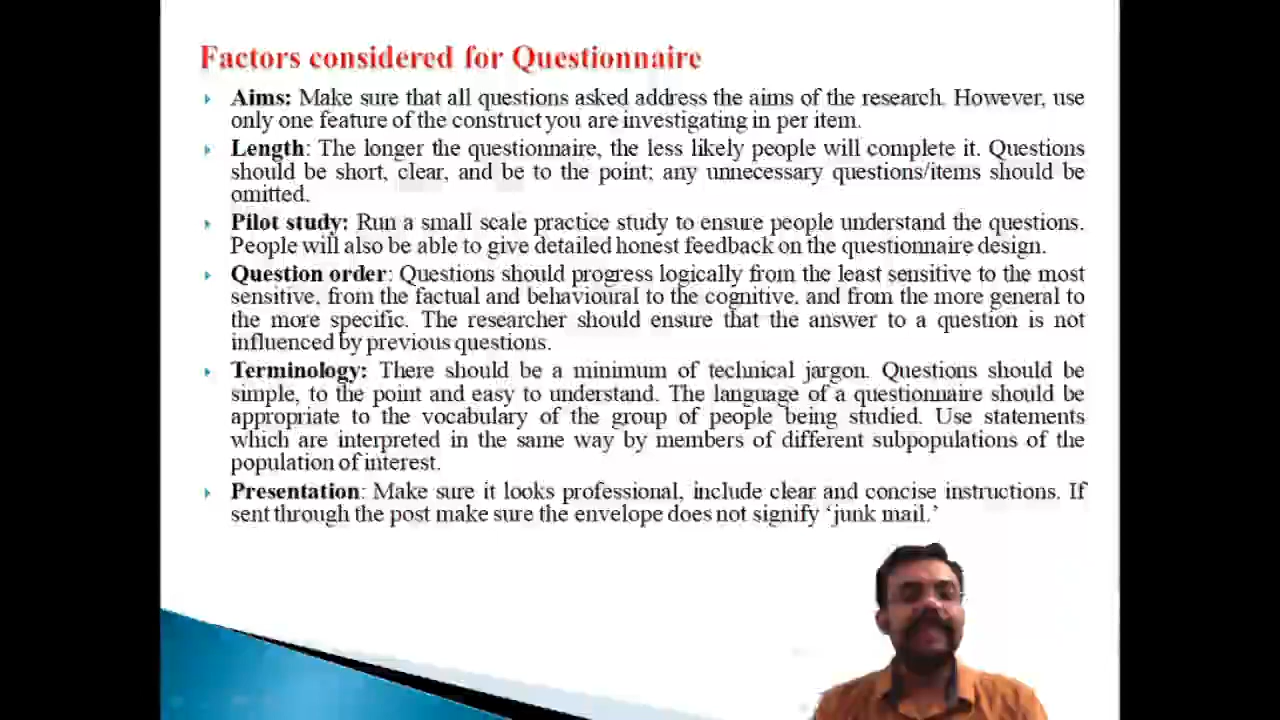 Factors considered for Questionnaire
Aims: Make sure that all questions asked address the aims of the research. However, use
only one feature of the construct you are investigating in per item.
Length: The longer the questionnaire, the less likely people will complete it. Questions
should be short, clear, and be to the point; any unnecessary questions/items should be
omitted.
Pilot study: Run a small scale practice study to ensure people understand the questions.
People will also be able to give detailed honest feedback on the questionnaire design.
Question order: Questions should progress logically from the least sensitive to the most
sensitive, from the factual and behavioural to the cognitive, and from the more general to
the more specific. The researcher should ensure that the answer to a question is not
influenced by previous questions.
Terminology: There should be a minimum of technical jargon. Questions should be
simple, to the point and easy to understand. The language of a questionnaire should be
appropriate to the vocabulary of the group of people being studied. Use statements
which are interpreted in the same way by members of different subpopulations of the
population of interest.
Presentation: Make sure it looks professional, include clear and concise instructions. If
sent through the post make sure the envelope does not signify ‘junk mail.’